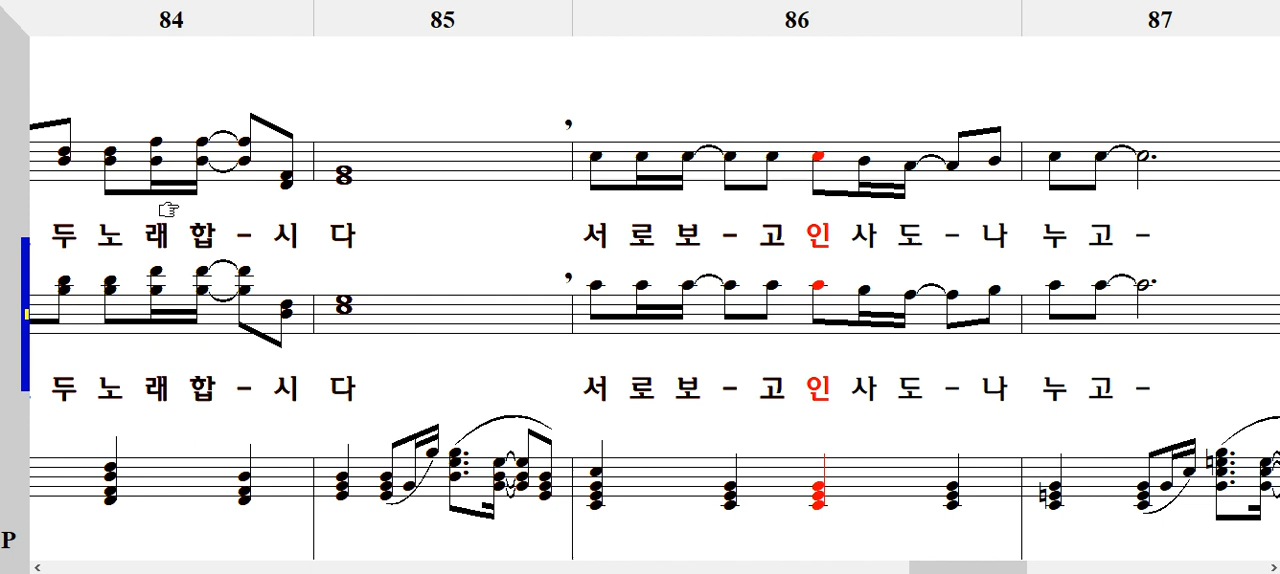 84 85 86 87
두 노 래 합 - 시 다 서 로 보 - 고 인 사 도 - 나 누 고 -
두 노 래 합 - 시 다 서 로 보 - 고 인 사 도 - 나 누 고 -
P